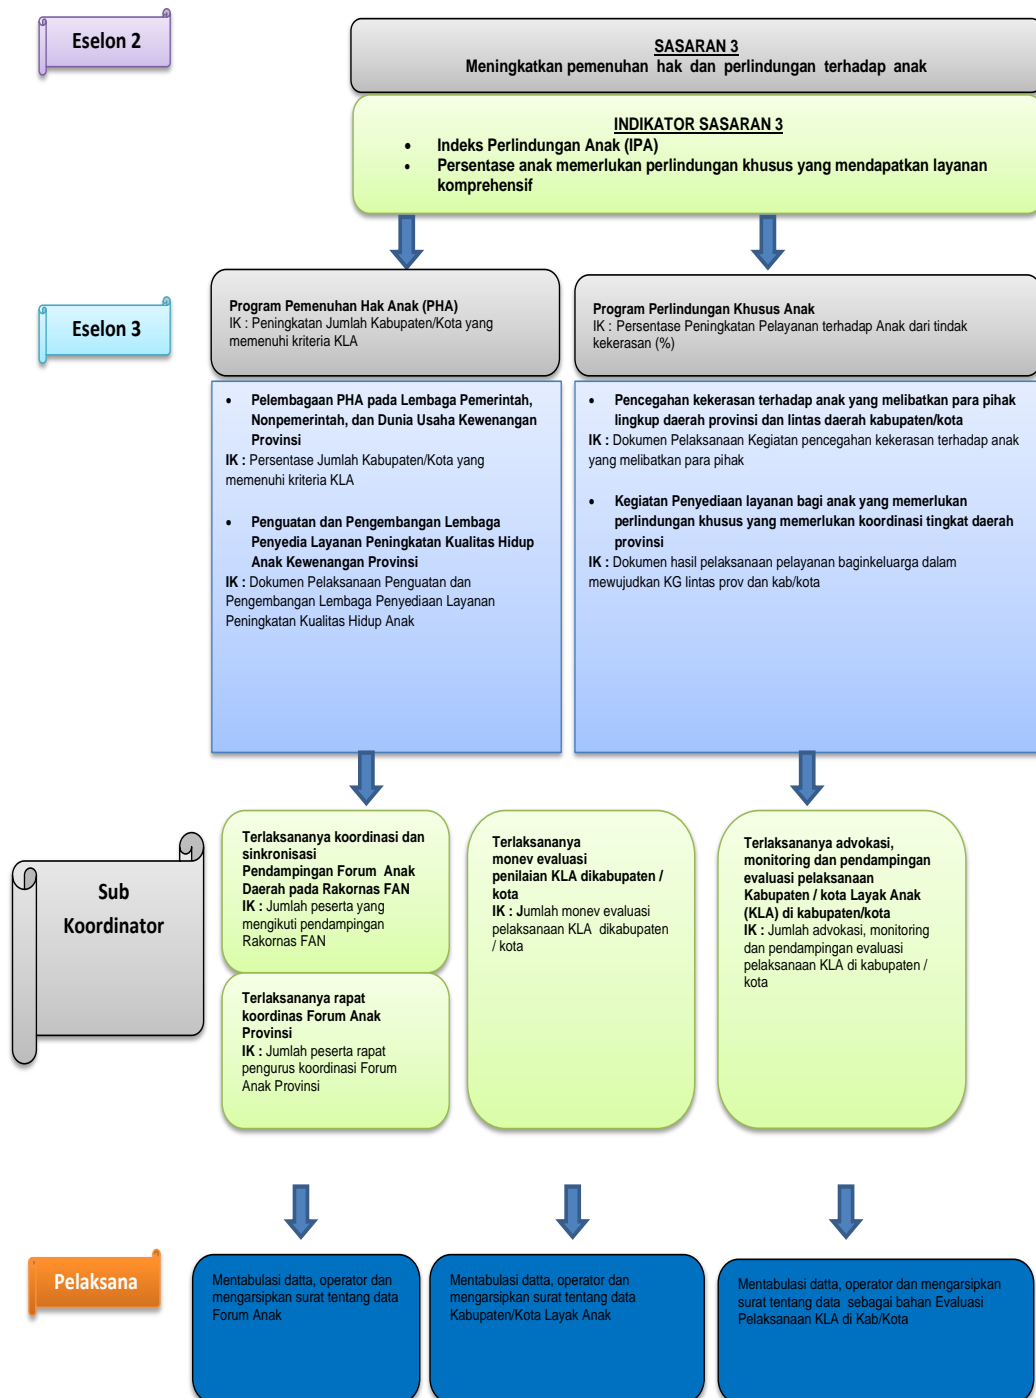 Eselon 2
SASARAN 3
Meningkatkan pemenuhan hak dan perlindungan terhadap anak
INDIKATOR SASARAN 3
• Indeks Perlindungan Anak (IPA)
• Persentase anak memerlukan perlindungan khusus yang mendapatkan layanan
komprehensif
Eselon 3
Program Pemenuhan Hak Anak (PHA)
IK : Peningkatan Jumlah Kabupaten/Kota yang
memenuhi kriteria KLA
Program Perlindungan Khusus Anak
IK : Persentase Peningkatan Pelayanan terhadap Anak dari tindak
kekerasan (%)
• Pelembagaan PHA pada Lembaga Pemerintah,
Nonpemerintah, dan Dunia Usaha Kewenangan
Provinsi
IK : Persentase Jumlah Kabupaten/Kota yang
memenuhi kriteria KLA
• Penguatan dan Pengembangan Lembaga
Penyedia Layanan Peningkatan Kualitas Hidup
Anak Kewenangan Provinsi
IK : Dokumen Pelaksanaan Penguatan dan
Pengembangan Lembaga Penyediaan Layanan
Peningkatan Kualitas Hidup Anak
• Pencegahan kekerasan terhadap anak yang melibatkan para pihak
lingkup daerah provinsi dan lintas daerah kabupaten/kota
IK : Dokumen Pelaksanaan Kegiatan pencegahan kekerasan terhadap anak
yang melibatkan para pihak
• Kegiatan Penyediaan layanan bagi anak yang memerlukan
perlindungan khusus yang memerlukan koordinasi tingkat daerah
provinsi
IK : Dokumen hasil pelaksanaan pelayanan baginkeluarga dalam
mewujudkan KG lintas prov dan kab/kota
Sub
Koordinator
Terlaksananya koordinasi dan
sinkronisasi
Pendampingan Forum Anak
Daerah pada Rakornas FAN
IK : Jumlah peserta yang
mengikuti pendampingan
Rakornas FAN
Terlaksananya rapat
koordinas Forum Anak
Provinsi
IK : Jumlah peserta rapat
pengurus koordinasi Forum
Anak Provinsi
Terlaksananya
monev evaluasi
penilaian KLA dikabupaten /
kota
IK : Jumlah monev evaluasi
pelaksanaan KLA dikabupaten
/ kota
Terlaksananya advokasi,
monitoring dan pendampingan
evaluasi pelaksanaan
Kabupaten / kota Layak Anak
(KLA) di kabupaten/kota
IK : Jumlah advokasi, monitoring
dan pendampingan evaluasi
pelaksanaan KLA di kabupaten /
kota
Pelaksana
Mentabulasi datta, operator dan
mengarsipkan surat tentang data
Forum Anak
Mentabulasi datta, operator dan
mengarsipkan surat tentang data
Kabupaten/Kota Layak Anak
Mentabulasi datta, operator dan mengarsipkan
surat tentang data sebagai bahan Evaluasi
Pelaksanaan KLA di Kab/Kota